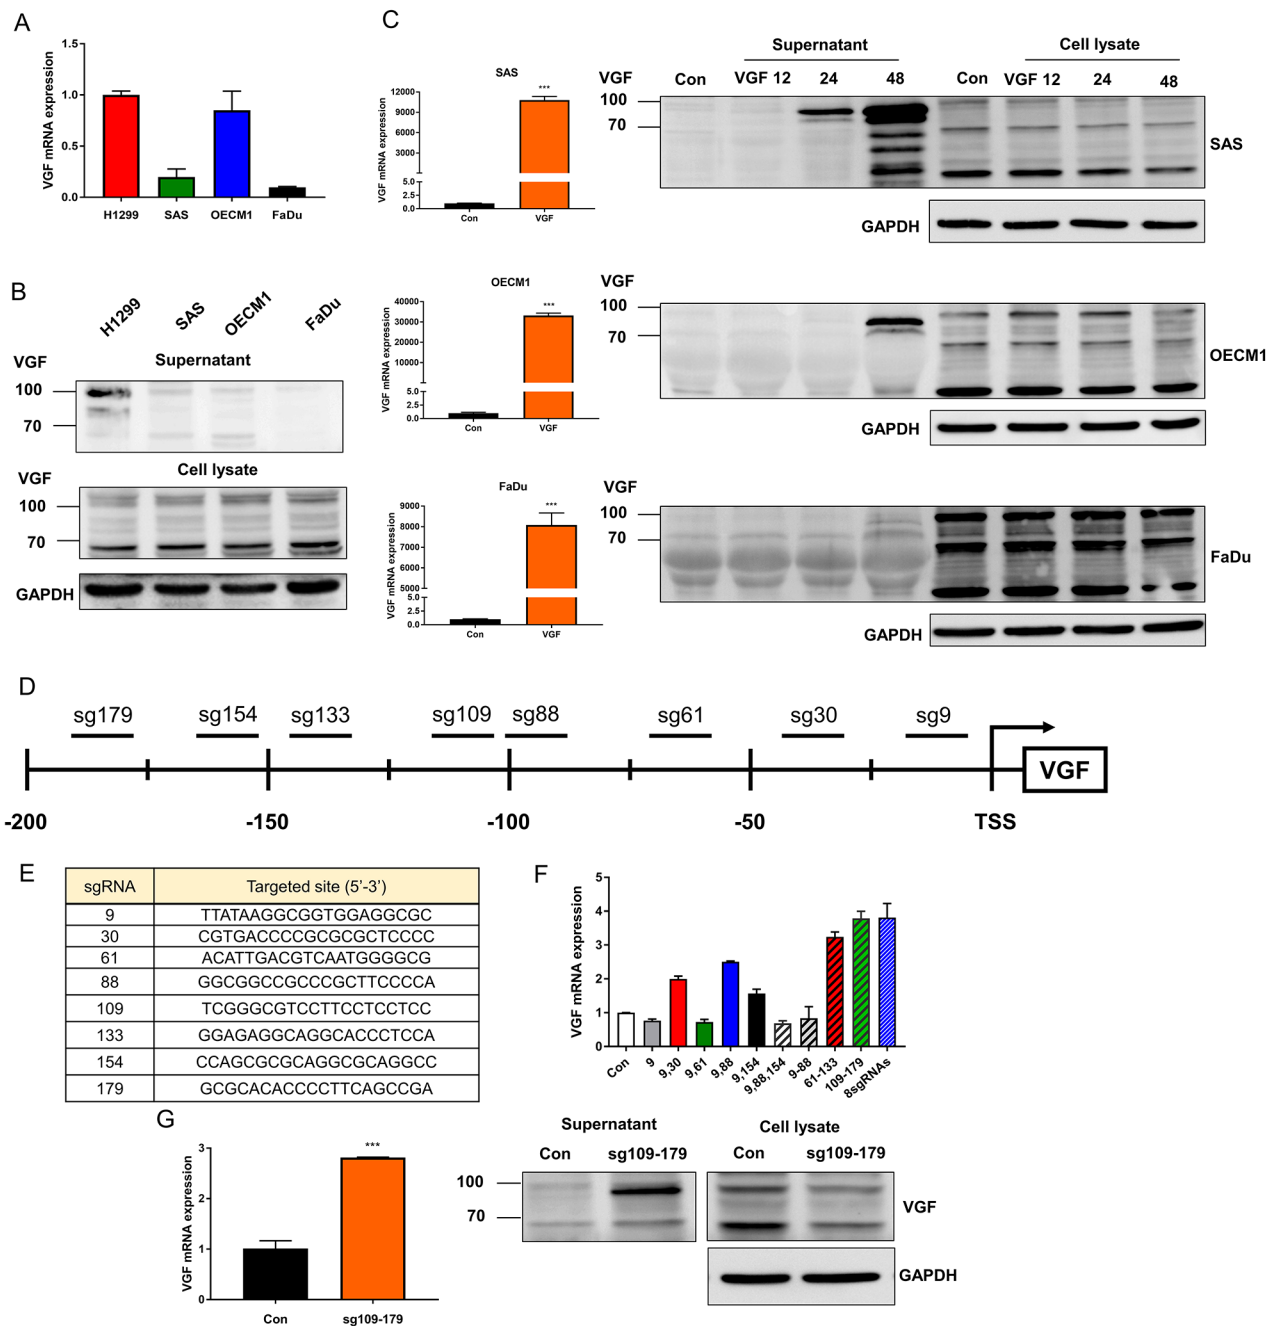 A
VGF mRNA expression
1.5
1.0
0.5
0.0
H1299 SAS OECM1 FaDu
B
H1299 SAS OECM1 FaDu
Supernatant
VGF
100
70
Cell lysate
VGF
100
70
GAPDH
C
SAS
VGF mRNA expression
12000
9000
6000
3000
5.0
2.5
0.0
***
Con VGF
Supernatant Cell lysate
VGF Con VGF 12 24 48 Con VGF 12 24 48
100
70
SAS
GAPDH
OECM1
VGF mRNA expression
40000
30000
20000
10000
5.0
2.5
0.0
***
Con VGF
VGF
100
70
OECM1
GAPDH
FaDu
VGF mRNA expression
9000
8000
7000
6000
5000
5.0
2.5
0.0
***
Con VGF
VGF
100
70
FaDu
GAPDH
D
sg179 sg154 sg133 sg109 sg88 sg61 sg30 sg9
VGF
-200 -150 -100 -50 TSS
E
sgRNA Targeted site (5’-3’)
9 TTATAAGGCGGTGGAGGCGC
30 CGTGACCCCGCGCGCTCCCC
61 ACATTGACGTCAATGGGGCG
88 GGCGGCCGCCCGCTTCCCCA
109 TCGGGCGTCCTTCCTCCTCC
133 GGAGAGGCAGGCACCCTCCA
154 CCAGCGCGCAGGCGCAGGCC
179 GCGCACACCCCTTCAGCCGA
F
VGF mRNA expression
5
4
3
2
1
0
Con 9 9,30 9,61 9,88 9,154 9,88,154 9-88 61-133 109-179 8sgRNAs
G
VGF mRNA expression
3
2
1
0
***
Con sg109-179
Supernatant Cell lysate
Con sg109-179 Con sg109-179
100
70
VGF
GAPDH